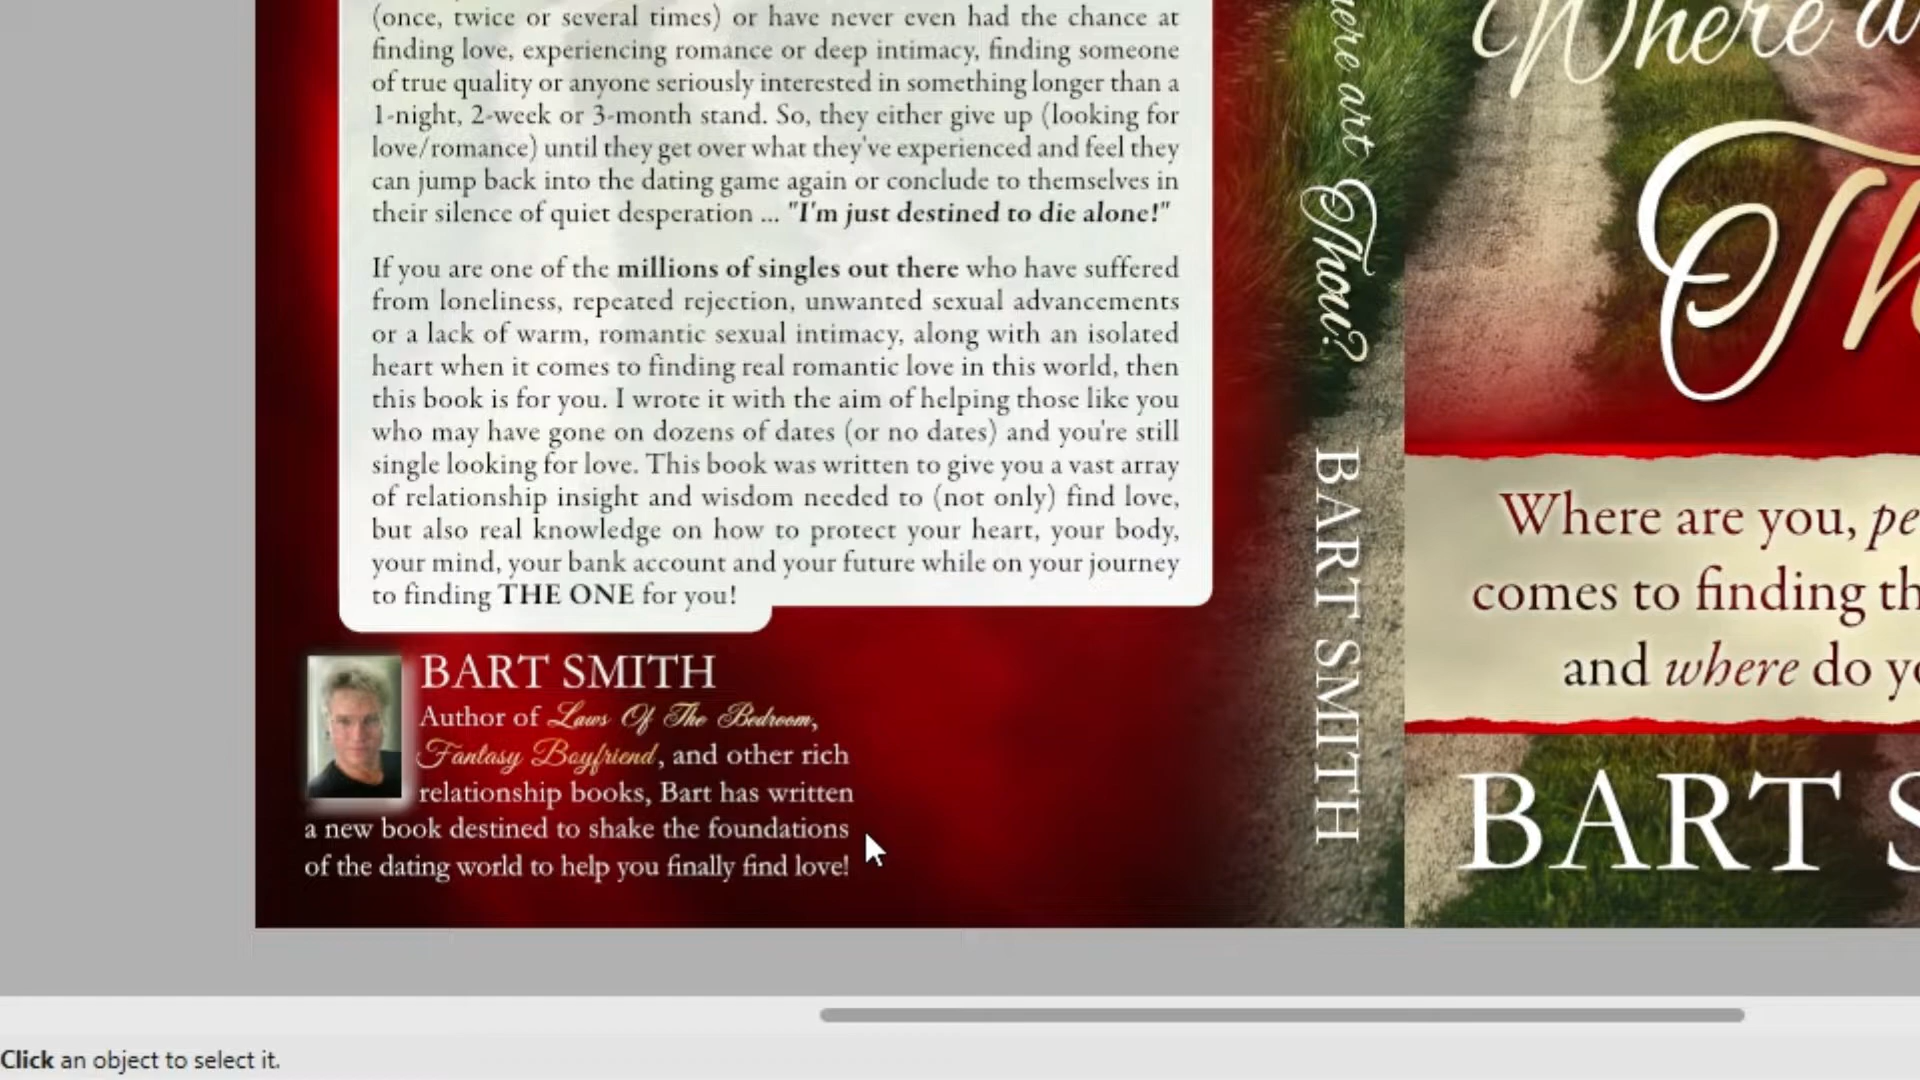 (once, twice or several times) or have never even had the chance at
finding love, experiencing romance or deep intimacy, finding someone
of true quality or anyone seriously interested in something longer than a
1-night, 2-week or 3-month stand. So, they either give up (looking for
love/romance) until they get over what they've experienced and feel they
can jump back into the dating game again or conclude to themselves in
their silence of quiet desperation ... "I'm just destined to die alone!"
If you are one of the millions of singles out there who have suffered
from loneliness, repeated rejection, unwanted sexual advancements
or a lack of warm, romantic sexual intimacy, along with an isolated
heart when it comes to finding real romantic love in this world, then
this book is for you. I wrote it with the aim of helping those like you
who may have gone on dozens of dates (or no dates) and you're still
single looking for love. This book was written to give you a vast array
of relationship insight and wisdom needed to (not only) find love,
but also real knowledge on how to protect your heart, your body,
your mind, your bank account and your future while on your journey
to finding THE ONE for you!
BART SMITH
Author of Laws Of The Bedroom,
Fantasy Boyfriend, and other rich
relationship books, Bart has written
a new book destined to shake the foundations
of the dating world to help you finally find love!
art Thou? BART SMITH
Where
Th
Where are you, pe
comes to finding th
and where do yo
BART S
Click an object to select it.